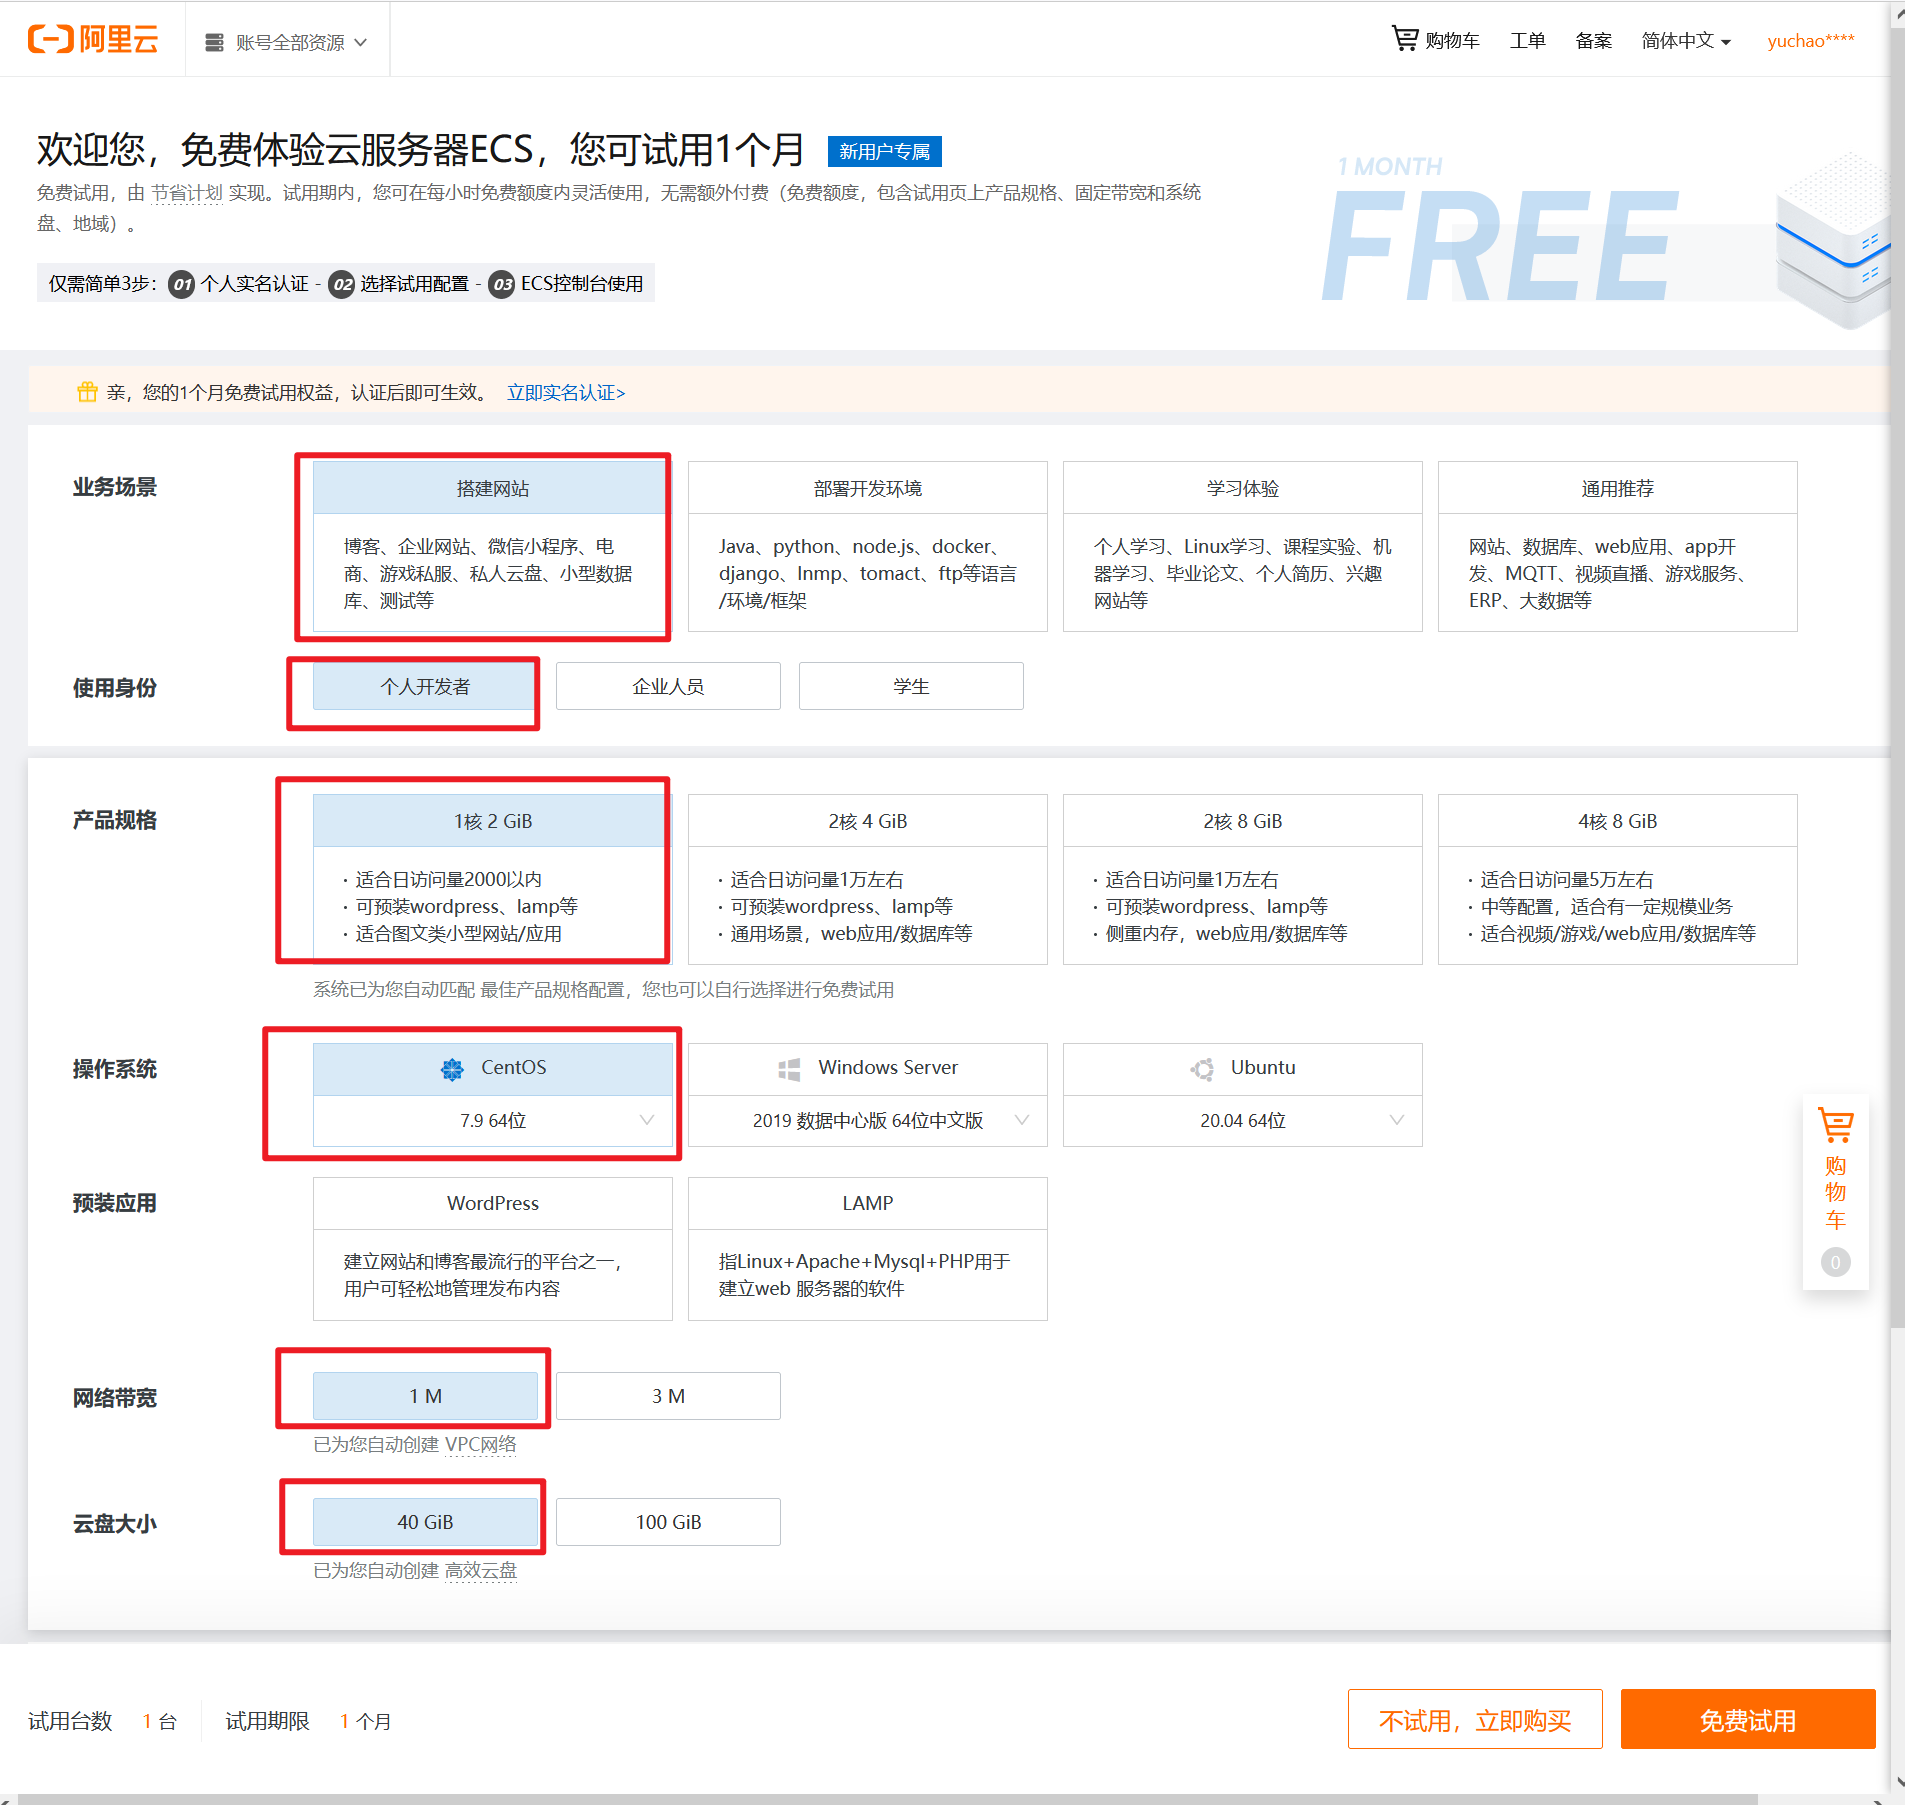 阿里云
账号全部资源
购物车
工单
备案
简体中文
yuchao****
欢迎您，免费体验云服务器ECS，您可试用1个月
新用户专属
免费试用，由 节省计划 实现。试用期内，您可在每小时免费额度内灵活使用，无需额外付费（免费额度，包含试用页上产品规格、固定带宽和系统
盘、地域）。
仅需简单3步： 01 个人实名认证 - 02 选择试用配置 - 03 ECS控制台使用
1 MONTH
FREE
亲，您的1个月免费试用权益，认证后即可生效。 立即实名认证>
业务场景
搭建网站
博客、企业网站、微信小程序、电
商、游戏私服、私人云盘、小型数据
库、测试等
部署开发环境
Java、python、node.js、docker、
django、lnmp、tomact、ftp等语言
/环境/框架
学习体验
个人学习、Linux学习、课程实验、机
器学习、毕业论文、个人简历、兴趣
网站等
通用推荐
网站、数据库、web应用、app开
发、MQTT、视频直播、游戏服务、
ERP、大数据等
使用身份
个人开发者
企业人员
学生
产品规格
1核 2 GiB
· 适合日访问量2000以内
· 可预装wordpress、lamp等
· 适合图文类小型网站/应用
2核 4 GiB
· 适合日访问量1万左右
· 可预装wordpress、lamp等
· 通用场景，web应用/数据库等
2核 8 GiB
· 适合日访问量1万左右
· 可预装wordpress、lamp等
· 侧重内存，web应用/数据库等
4核 8 GiB
· 适合日访问量5万左右
· 中等配置，适合有一定规模业务
· 适合视频/游戏/web应用/数据库等
系统已为您自动匹配 最佳产品规格配置，您也可以自行选择进行免费试用
操作系统
CentOS
7.9 64位
Windows Server
2019 数据中心版 64位中文版
Ubuntu
20.04 64位
预装应用
WordPress
建立网站和博客最流行的平台之一，
用户可轻松地管理发布内容
LAMP
指Linux+Apache+Mysql+PHP用于
建立web 服务器的软件
购
物
车
0
网络带宽
1 M
3 M
已为您自动创建 VPC网络
云盘大小
40 GiB
100 GiB
已为您自动创建 高效云盘
试用台数 1 台
试用期限 1 个月
不试用，立即购买
免费试用